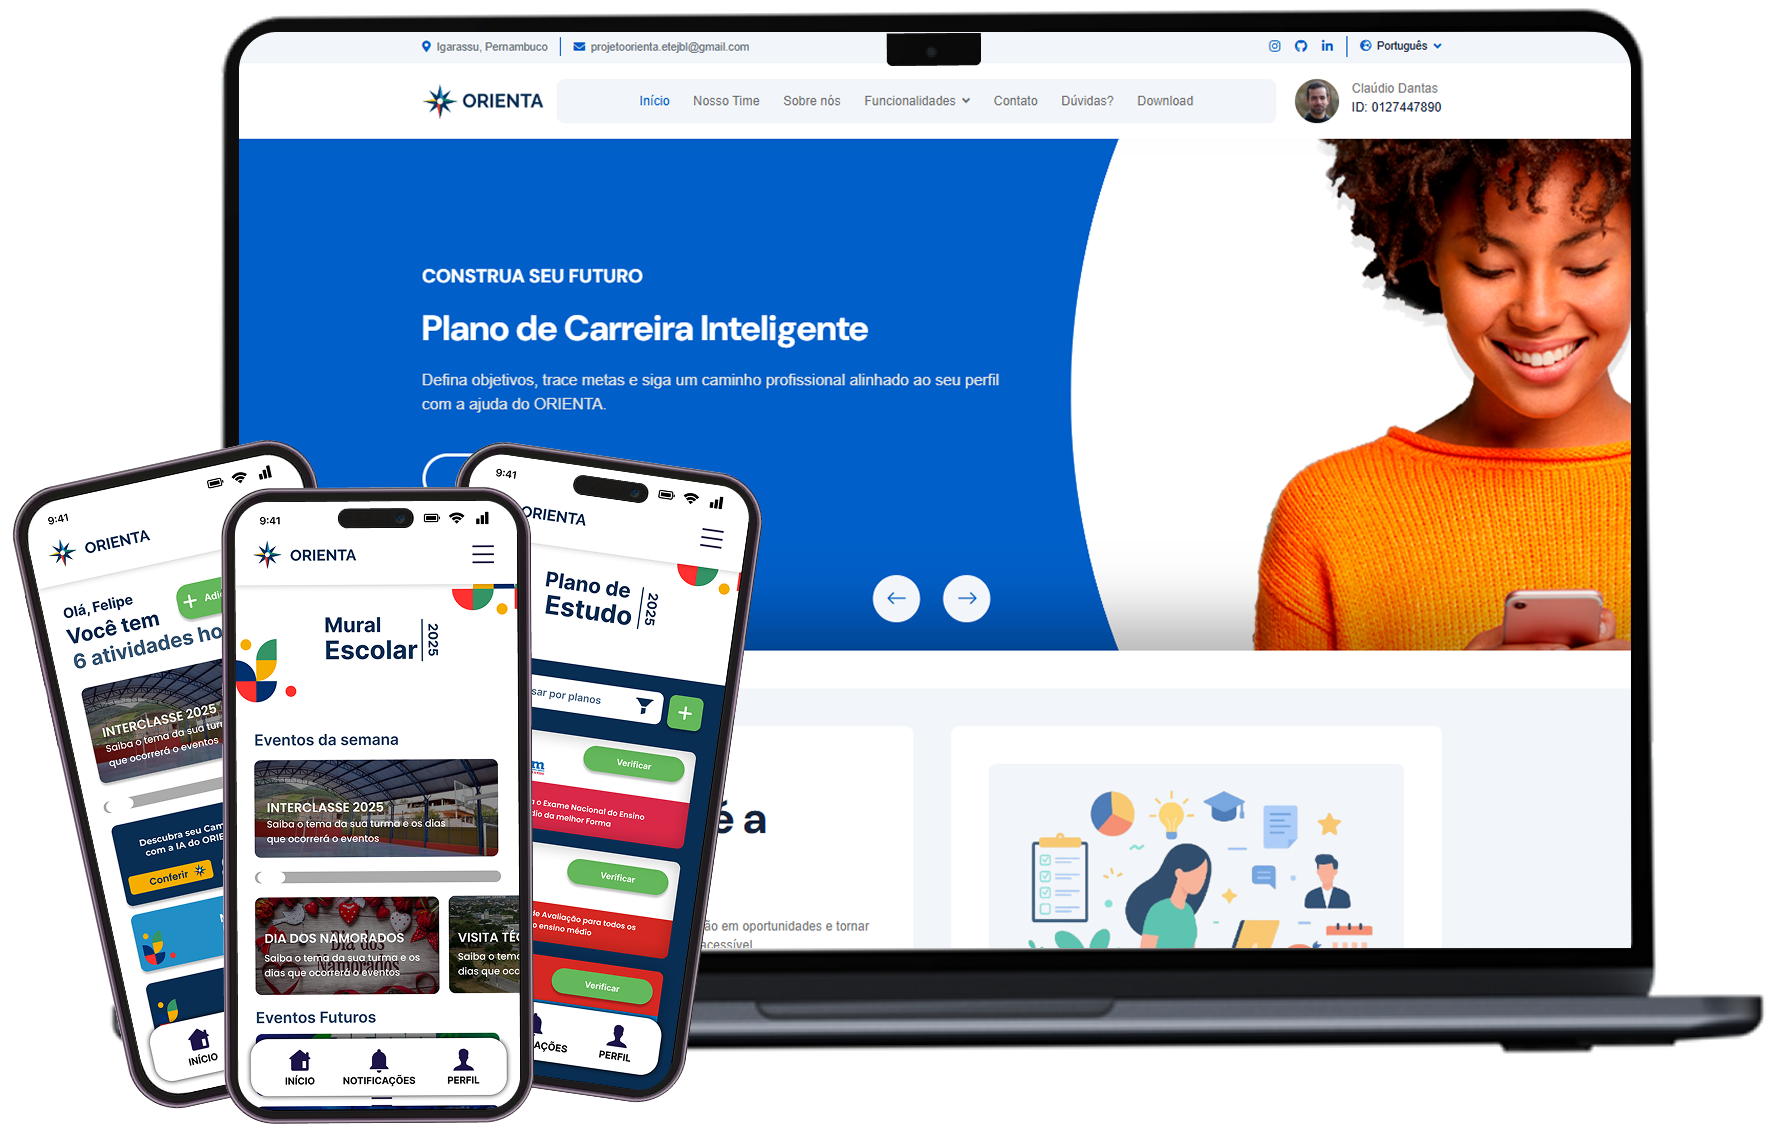 Igarassu, Pernambuco
projetoorienta.etejbl@gmail.com
Português
ORIENTA
Início
Nosso Time
Sobre nós
Funcionalidades
Contato
Dúvidas?
Download
Claúdio Dantas
ID: 0127447890
CONSTRUA SEU FUTURO
Plano de Carreira Inteligente
Defina objetivos, trace metas e siga um caminho profissional alinhado ao seu perfil
com a ajuda do ORIENTA.
é a
ão em oportunidades e tornar
acessível
9:41
ORIENTA
Olá, Felipe
Adi
Você tem
6 atividades ho
INTERCLASSE 2025
Saiba o tema da sua tur
que ocorrerá o eventos
Descubra seu Cam
com a IA do ORIE
Conferir
INÍCIO
9:41
ORIENTA
Mural
Escolar
2025
Eventos da semana
INTERCLASSE 2025
Saiba o tema da sua turma e os dias
que ocorrerá o eventos
DIA DOS NAMORADOS
Saiba o tema da sua turma e os
dias que ocorrerá o eventos
Dia dos
Namorados
VISITA TÉC
Saiba o tema
dias que oco
Eventos Futuros
INÍCIO
NOTIFICAÇÕES
PERFIL
9:41
ORIENTA
Plano de
Estudo
2025
sar por planos
Verificar
o Exame Nacional do Ensino
dio da melhor Forma
Verificar
de Avaliação para todos os
o ensino médio
Verificar
AÇÕES
PERFIL